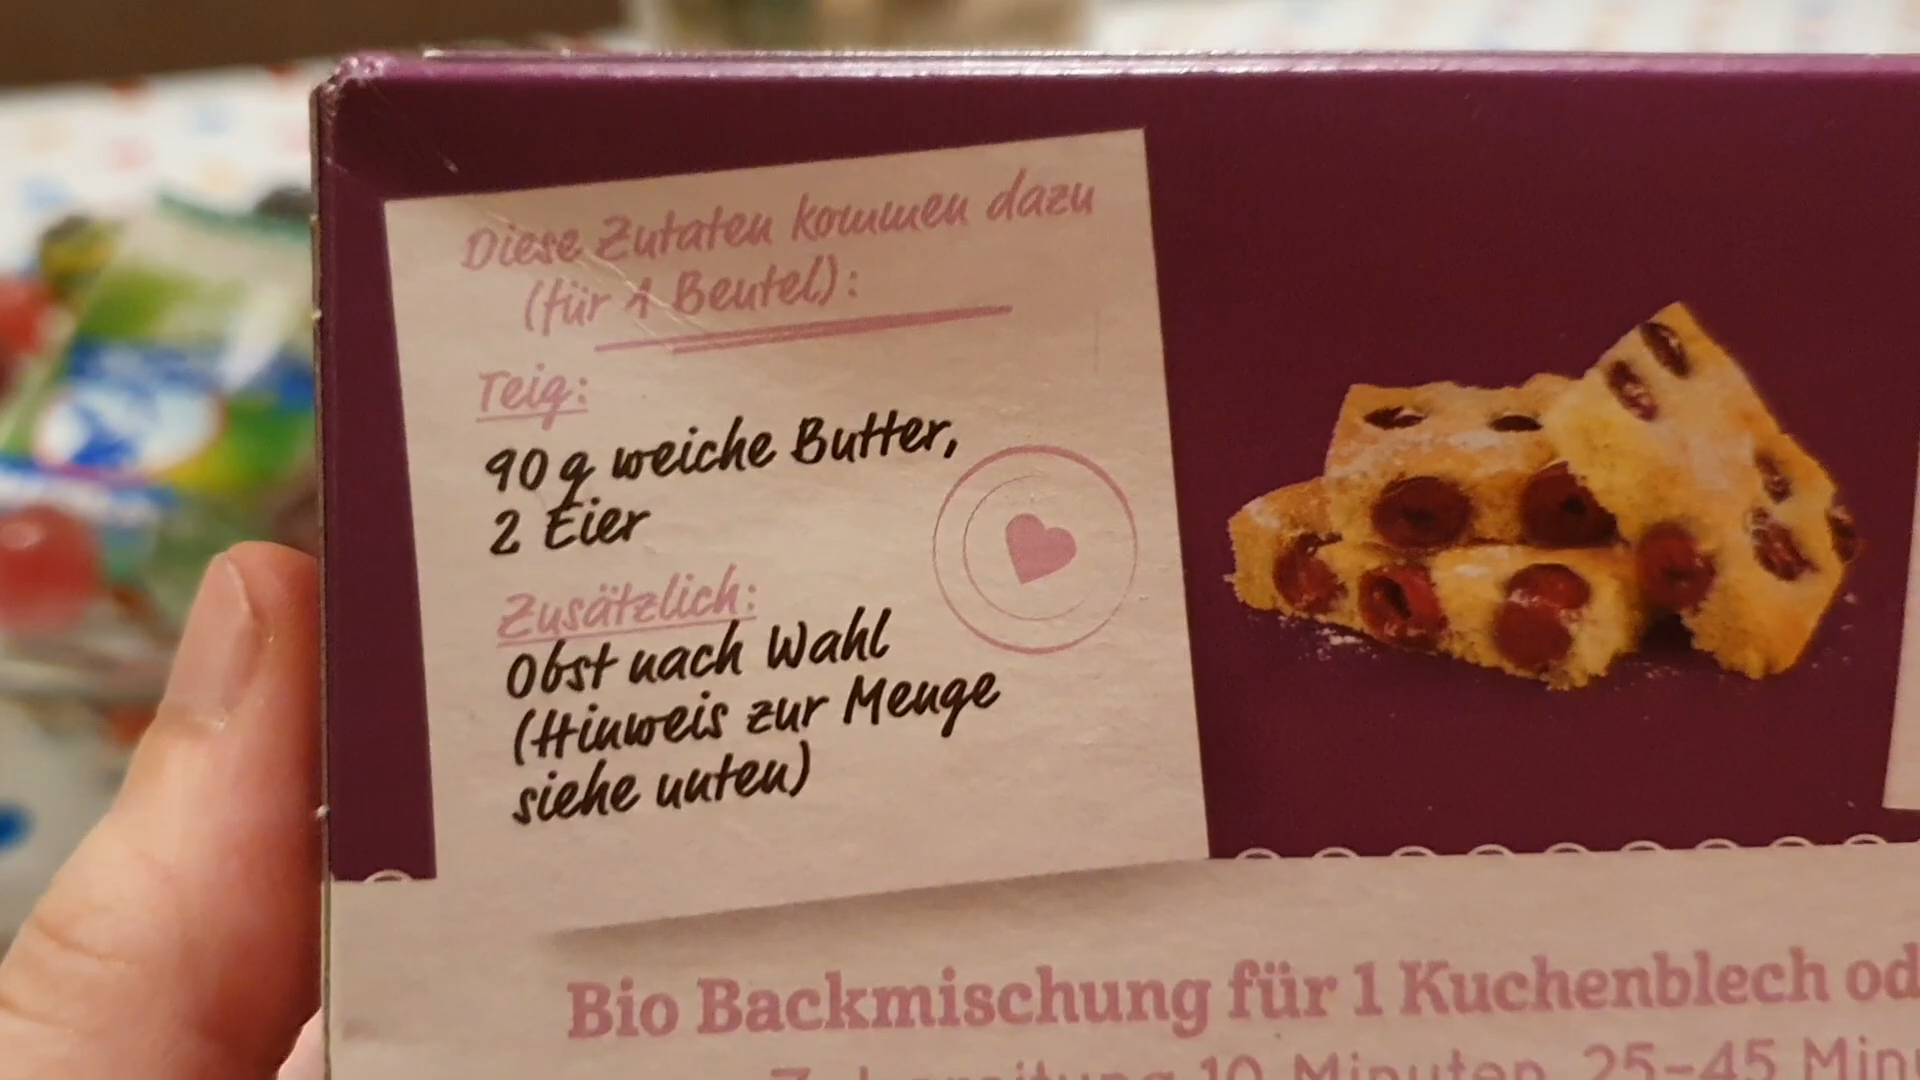 Diese Zutaten kommen dazu
(für 1 Beutel):
Teig:
90 g weiche Butter,
2 Eier
Zusätzlich:
Obst nach Wahl
(Hinweis zur Menge
siehe unten)
Bio Backmischung für 1 Kuchenblech od
Zubereitung 10 Minuten, 25-45 Minu